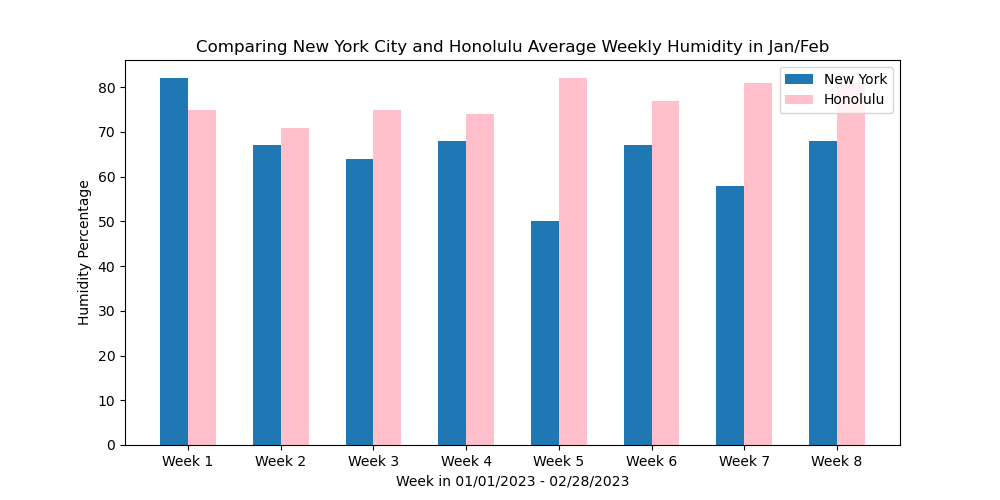 Comparing New York City and Honolulu Average Weekly Humidity in Jan/Feb
New York
Honolulu
Humidity Percentage
80
70
60
50
40
30
20
10
0
Week 1 Week 2 Week 3 Week 4 Week 5 Week 6 Week 7 Week 8
Week in 01/01/2023 - 02/28/2023